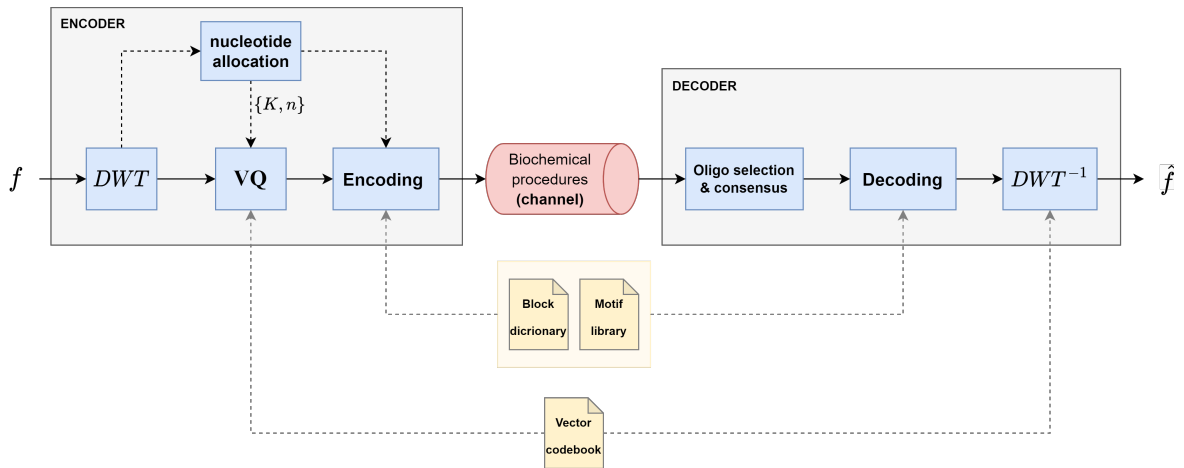 ENCODER
nucleotide
allocation
{K, n}
f
DWT
VQ
Encoding
Biochemical
procedures
(channel)
DECODER
Oligo selection
& consensus
Decoding
DWT⁻¹
f̂
Block
dicrionary
Motif
library
Vector
codebook